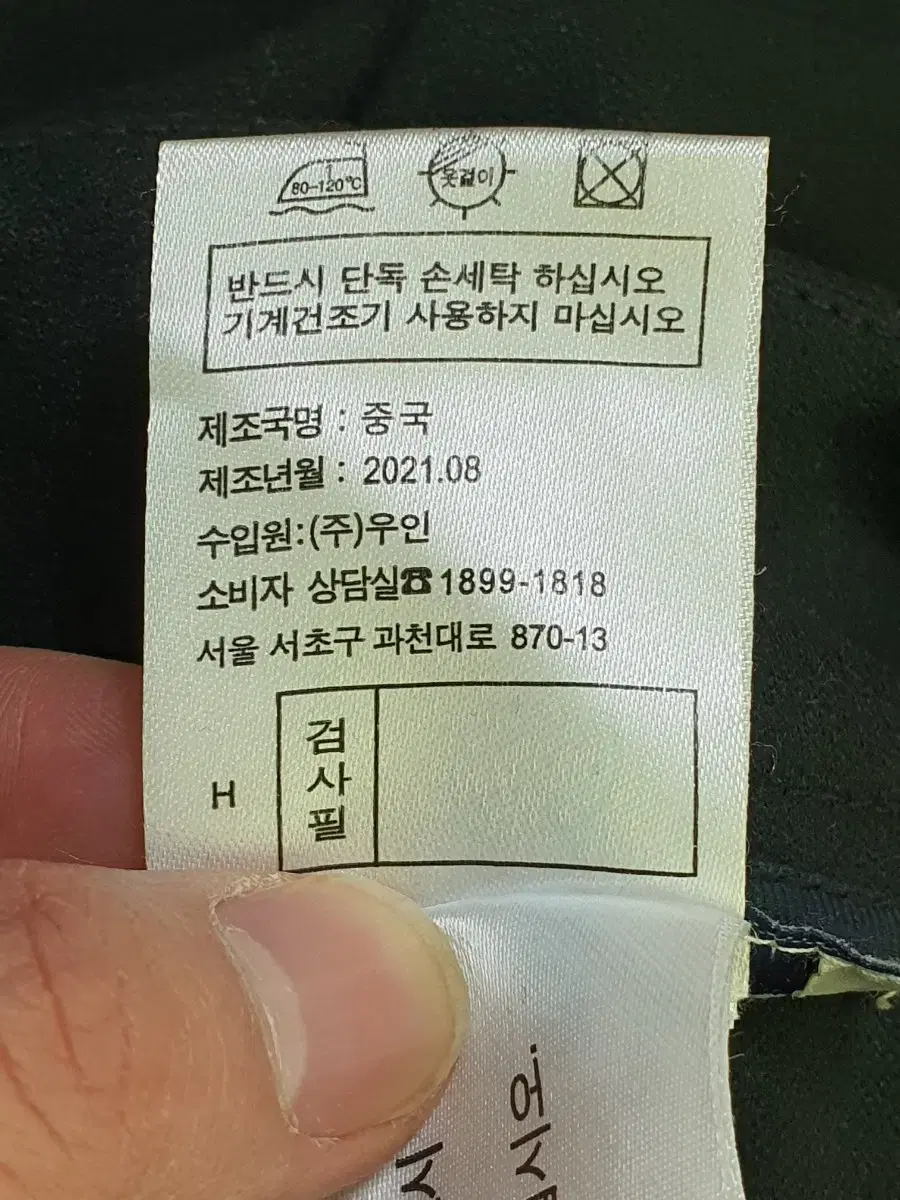 80-120℃
옷걸이
반드시 단독 손세탁 하십시오
기계건조기 사용하지 마십시오
제조국명 : 중국
제조년월 : 2021.08
수입원:(주)우인
소비자 상담실☎1899-1818
서울 서초구 과천대로 870-13
H
검사필